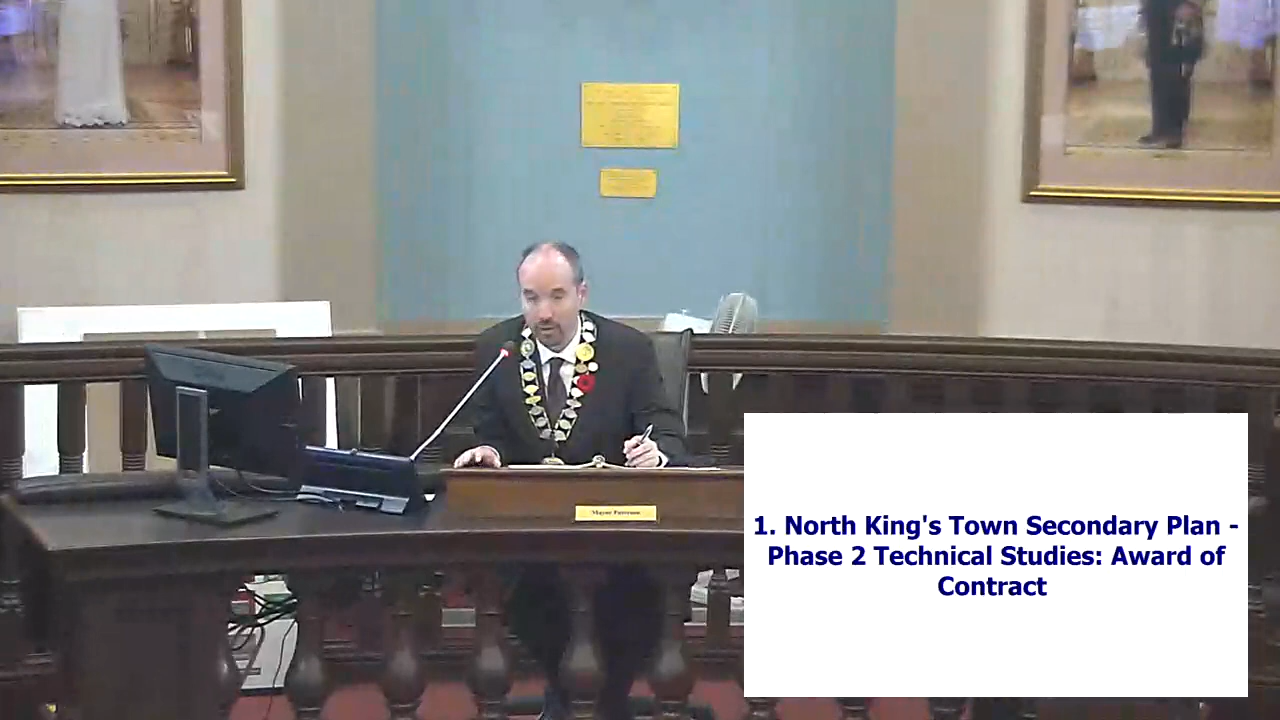 Mayor Paterson
1. North King's Town Secondary Plan -
Phase 2 Technical Studies: Award of
Contract